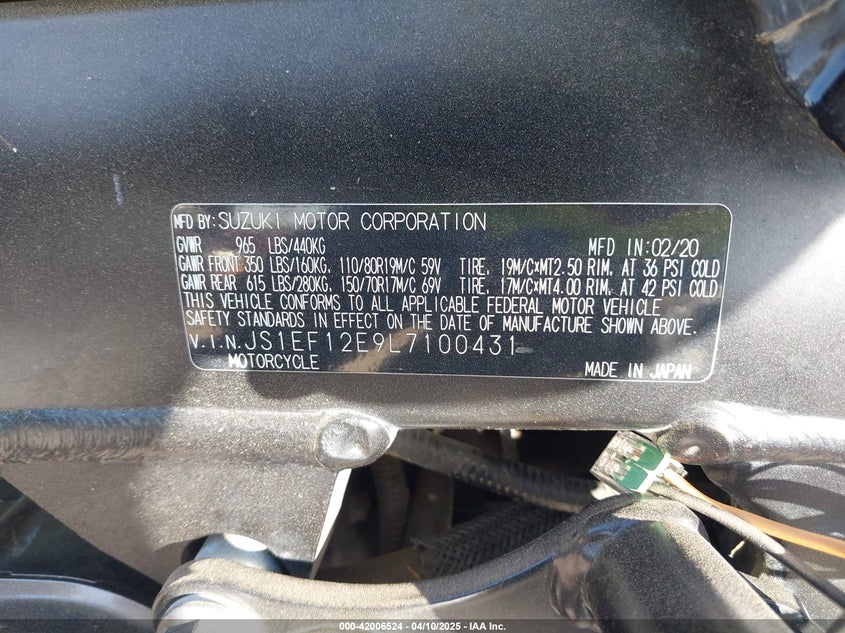 MFD BY: SUZUKI MOTOR CORPORATION
GVWR 965 LBS/440KG MFD IN:02/20
GAWR FRONT 350 LBS/160KG, 110/80R19M/C 59V TIRE, 19M/C×MT2.50 RIM, AT 36 PSI COLD
GAWR REAR 615 LBS/280KG, 150/70R17M/C 69V TIRE, 17M/C×MT4.00 RIM, AT 42 PSI COLD
THIS VEHICLE CONFORMS TO ALL APPLICABLE FEDERAL MOTOR VEHICLE
SAFETY STANDARDS IN EFFECT ON THE DATE OF MANUFACTURE SHOWN ABOVE.
V.I.N. JS1EF12E9L7100431
MOTORCYCLE MADE IN JAPAN
000-42006524 - 04/10/2025 - © IAA Inc.